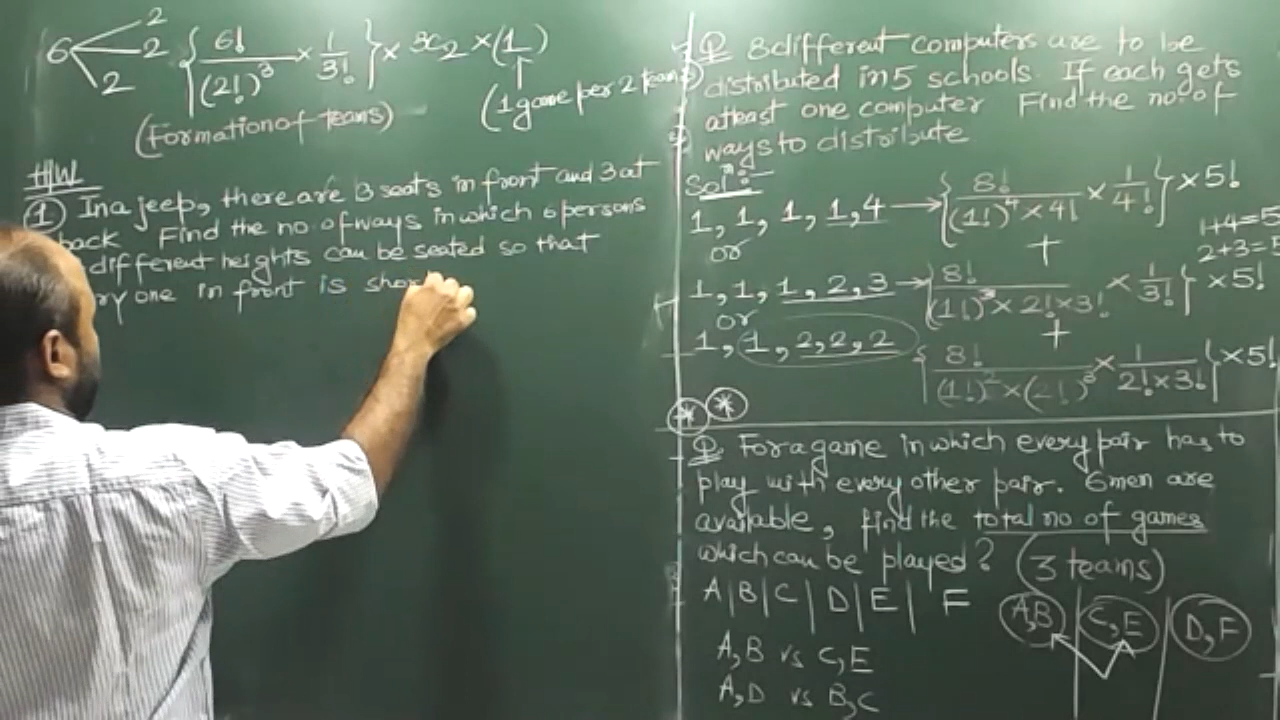 6 2 2 2 { 6! / (2!)^3 × 1/3! } × 3C2 × (1)
(Formation of teams)
(1 game per 2 teams)
H/W
(1) In a jeep, there are 3 seats in front and 3 at
back Find the no. of ways in which 6 persons
different heights can be seated so that
ry one in front is shor
Q 8 different computers are to be
distributed in 5 schools. If each gets
atleast one computer Find the no. of
ways to distribute
Soln:-
1, 1, 1, 1, 4 → { 8! / (1!)^4 × 4! × 1/4! } × 5!
or +
1+4=5
2+3=5
1, 1, 1, 2, 3 → { 8! / (1!)^3 × 2! × 3! × 1/3! } × 5!
or +
1, 1, 2, 2, 2 { 8! / (1!)^2 × (2!)^3 × 1 / 2! × 3! } × 5!
* *
Q. For a game in which every pair has to
play with every other pair. 6 men are
available, find the total no of games
which can be played? (3 teams)
A | B | C | D | E | F
A,B C,E D,F
A,B vs C,E
A,D vs B,C